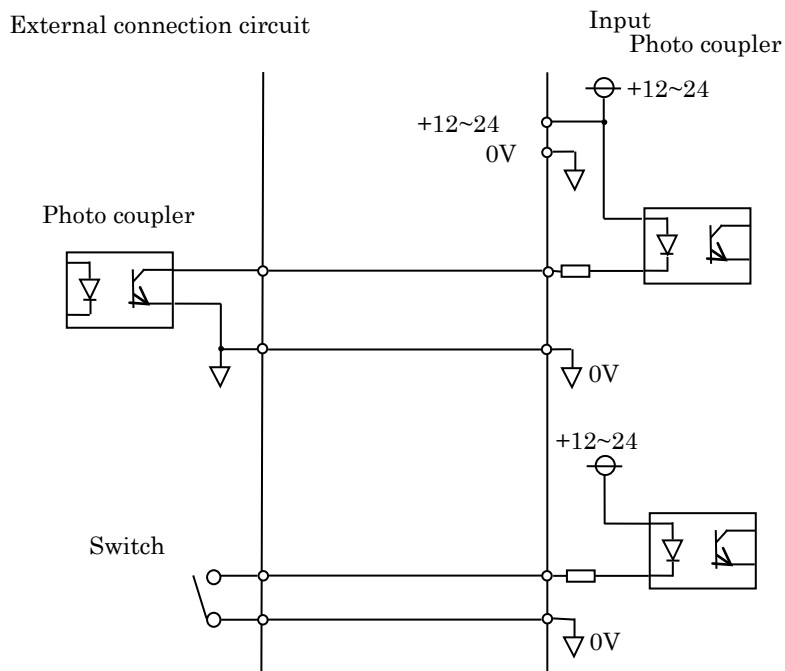 External connection circuit
Input
Photo coupler
+12~24
+12~24
0V
Photo coupler
0V
+12~24
Switch
0V